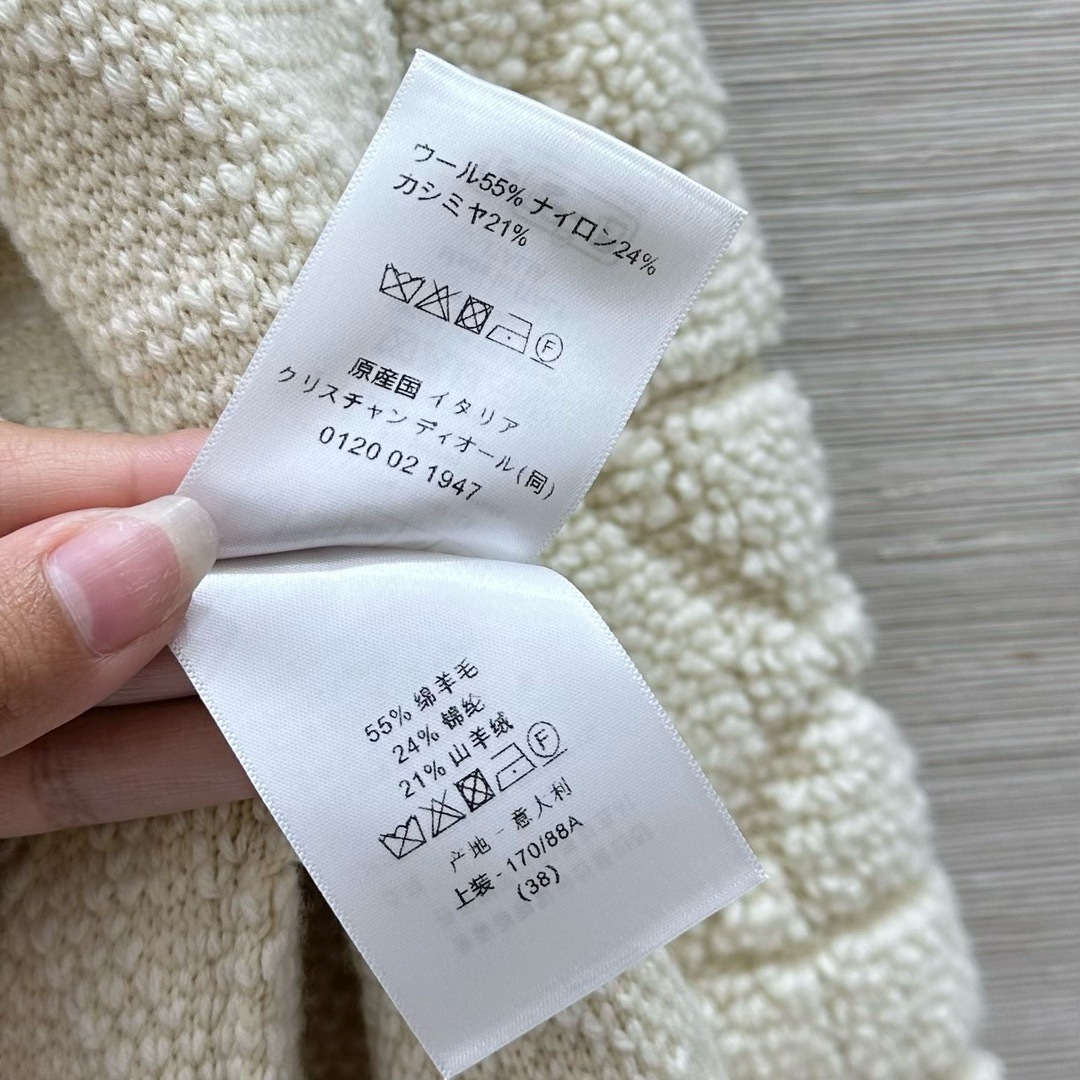 ウール55% ナイロン24%
カシミヤ21%
F
原産国 イタリア
クリスチャン ディオール(同)
0120 02 1947
55% 绵羊毛
24% 锦纶
21% 山羊绒
F
产地 - 意大利
上装 - 170/88A
(38)